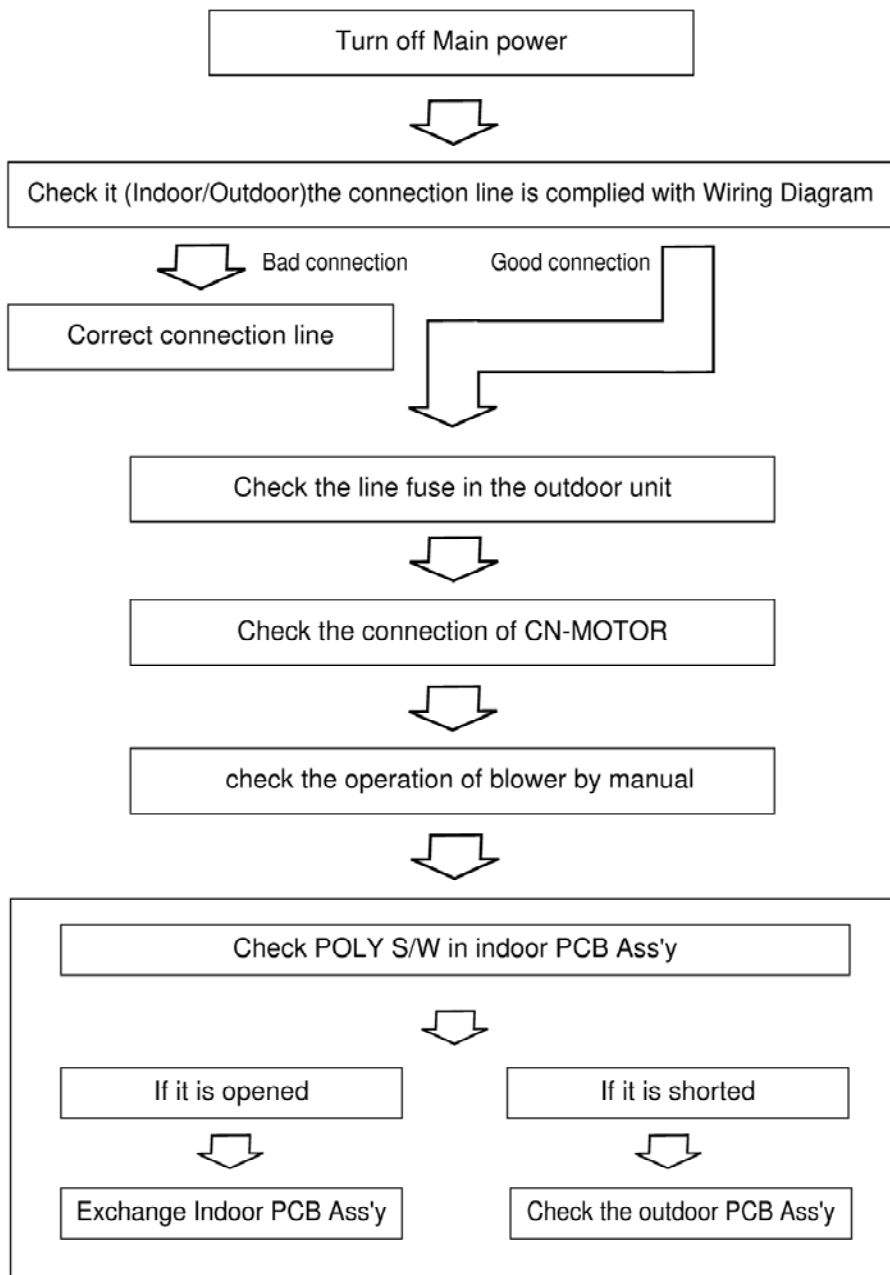 Turn off Main power
Check it (Indoor/Outdoor)the connection line is complied with Wiring Diagram
Bad connection
Good connection
Correct connection line
Check the line fuse in the outdoor unit
Check the connection of CN-MOTOR
check the operation of blower by manual
Check POLY S/W in indoor PCB Ass'y
If it is opened
If it is shorted
Exchange Indoor PCB Ass'y
Check the outdoor PCB Ass'y